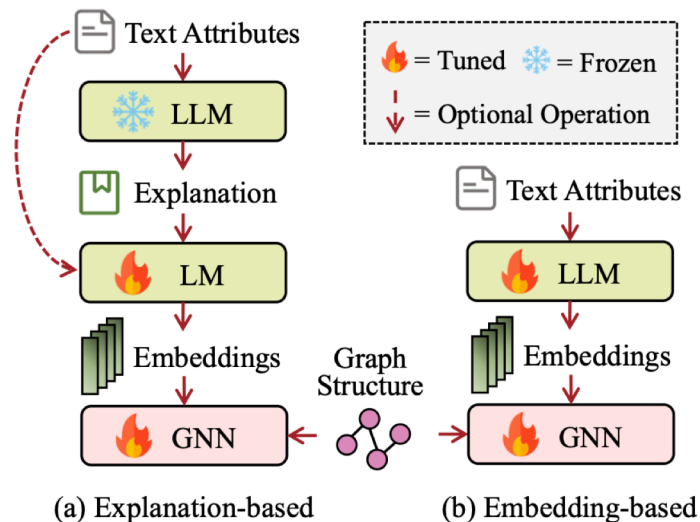 Text Attributes
LLM
Explanation
LM
Embeddings
GNN
(a) Explanation-based
= Tuned
= Frozen
= Optional Operation
Graph
Structure
Text Attributes
LLM
Embeddings
GNN
(b) Embedding-based